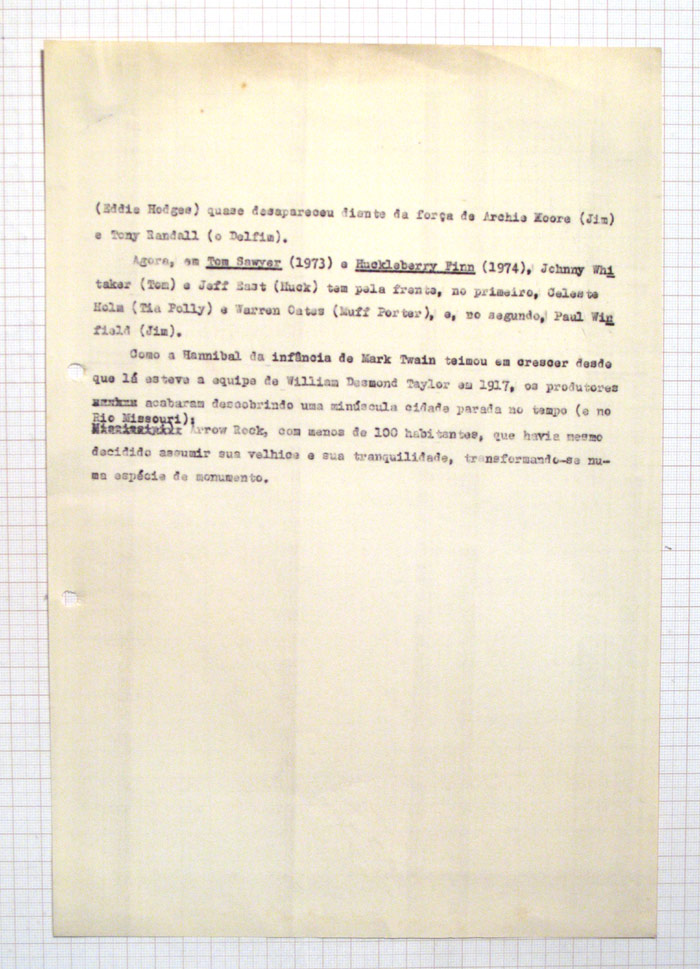 (Eddie Hodges) quase desapareceu diante da força de Archie Moore (Jim)
e Tony Randall (o Delfim).
Agora, em Tom Sawyer (1973) e Huckleberry Finn (1974), Johnny Whi
taker (Tom) e Jeff East (Huck) tem pela frente, no primeiro, Celeste
Holm (Tia Polly) e Warren Oates (Muff Porter), e, no segundo, Paul Win
field (Jim).
Como a Hannibal da infância de Mark Twain teimou em crescer desde
que lá esteve a equipe de William Desmond Taylor em 1917, os produtores
acabaram descobrindo uma minúscula cidade parada no tempo (e no
Rio Missouri):
Mississipi Arrow Rock, com menos de 100 habitantes, que havia mesmo
decidido assumir sua velhice e sua tranquilidade, transformando-se nu-
ma espécie de monumento.